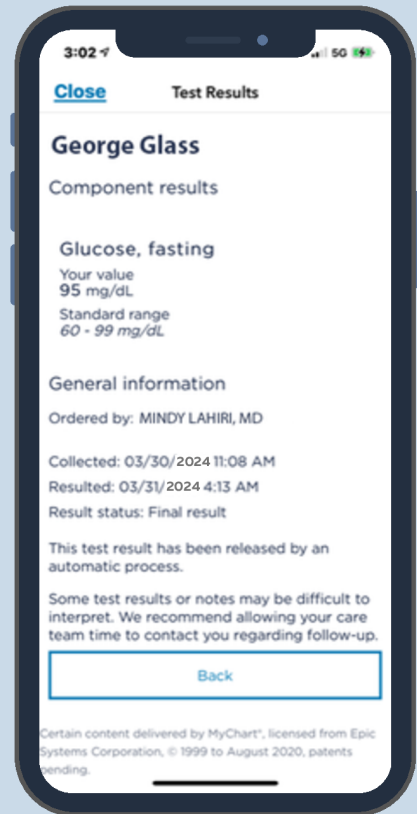 3:02
5G
Close
Test Results
George Glass
Component results
Glucose, fasting
Your value
95 mg/dL
Standard range
60 - 99 mg/dL
General information
Ordered by: MINDY LAHIRI, MD
Collected: 03/30/2024 11:08 AM
Resulted: 03/31/2024 4:13 AM
Result status: Final result
This test result has been released by an
automatic process.
Some test results or notes may be difficult to
interpret. We recommend allowing your care
team time to contact you regarding follow-up.
Back
Certain content delivered by MyChart®, licensed from Epic
Systems Corporation, © 1999 to August 2020, patents
pending.